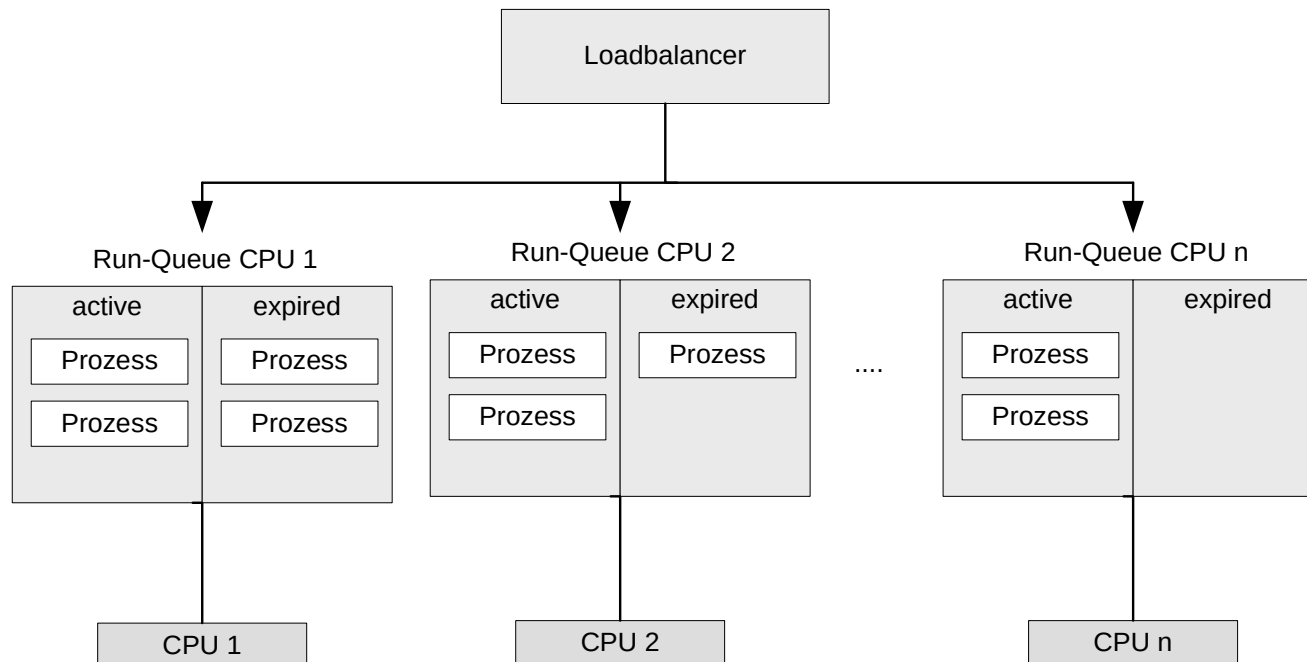 Loadbalancer
Run-Queue CPU 1
active expired
Prozess Prozess
Prozess Prozess
CPU 1
Run-Queue CPU 2
active expired
Prozess Prozess
Prozess
CPU 2
....
Run-Queue CPU n
active expired
Prozess
Prozess
CPU n